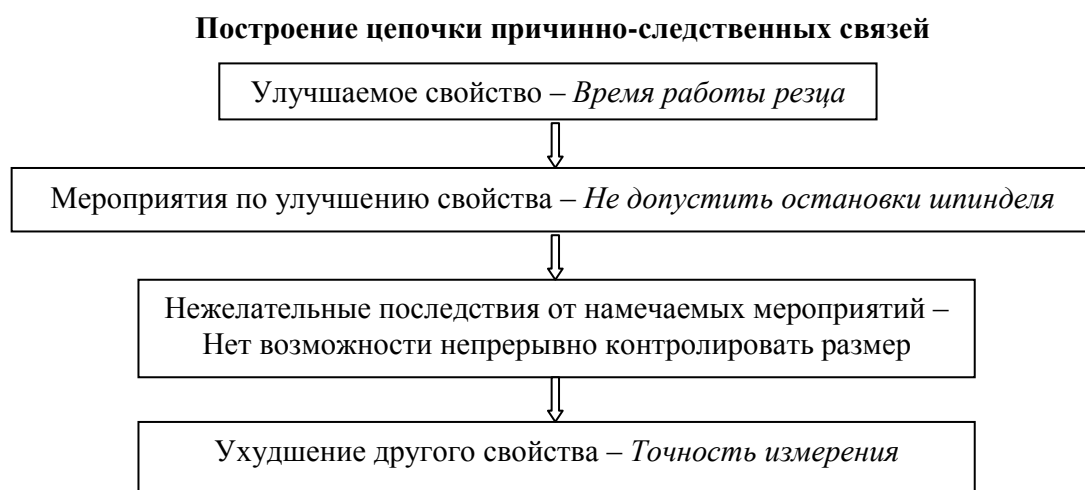 Построение цепочки причинно-следственных связей
Улучшаемое свойство – Время работы резца
Мероприятия по улучшению свойства – Не допустить остановки шпинделя
Нежелательные последствия от намечаемых мероприятий –
Нет возможности непрерывно контролировать размер
Ухудшение другого свойства – Точность измерения